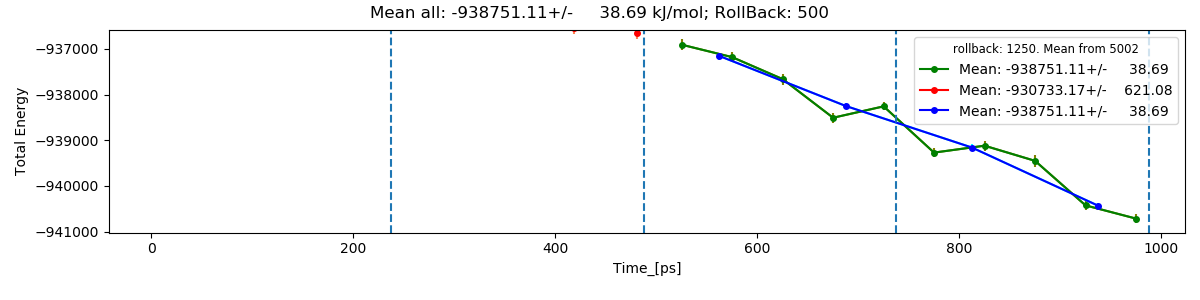 Mean all: -938751.11+/-     38.69 kJ/mol; RollBack: 500
rollback: 1250. Mean from 5002
Mean: -938751.11+/-     38.69
Mean: -930733.17+/-    621.08
Mean: -938751.11+/-     38.69
Total Energy
−937000
−938000
−939000
−940000
−941000
0 200 400 600 800 1000
Time_[ps]